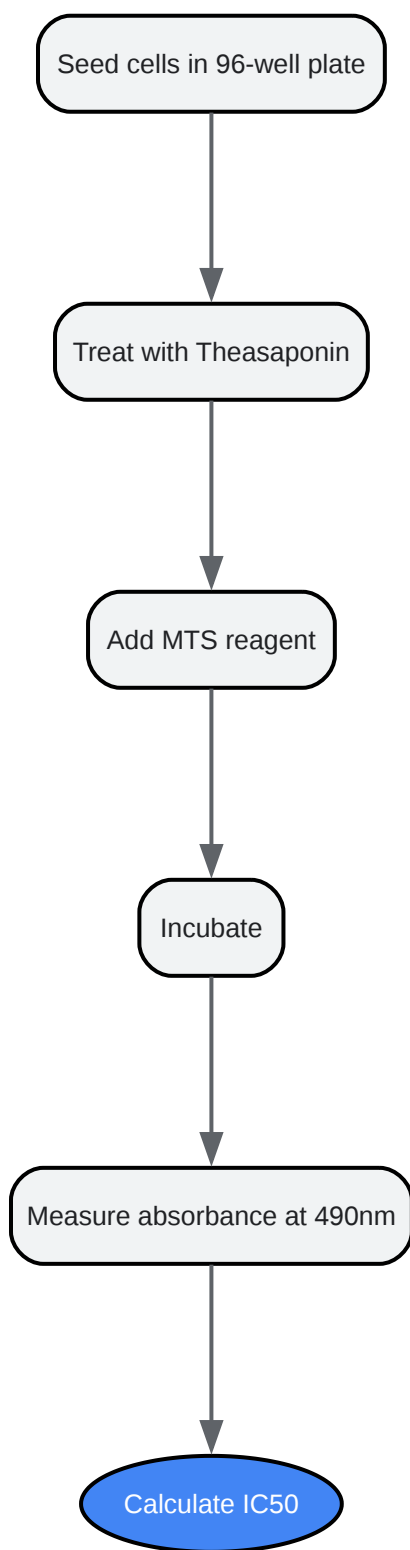 Seed cells in 96-well plate
Treat with Theasaponin
Add MTS reagent
Incubate
Measure absorbance at 490nm
Calculate IC50